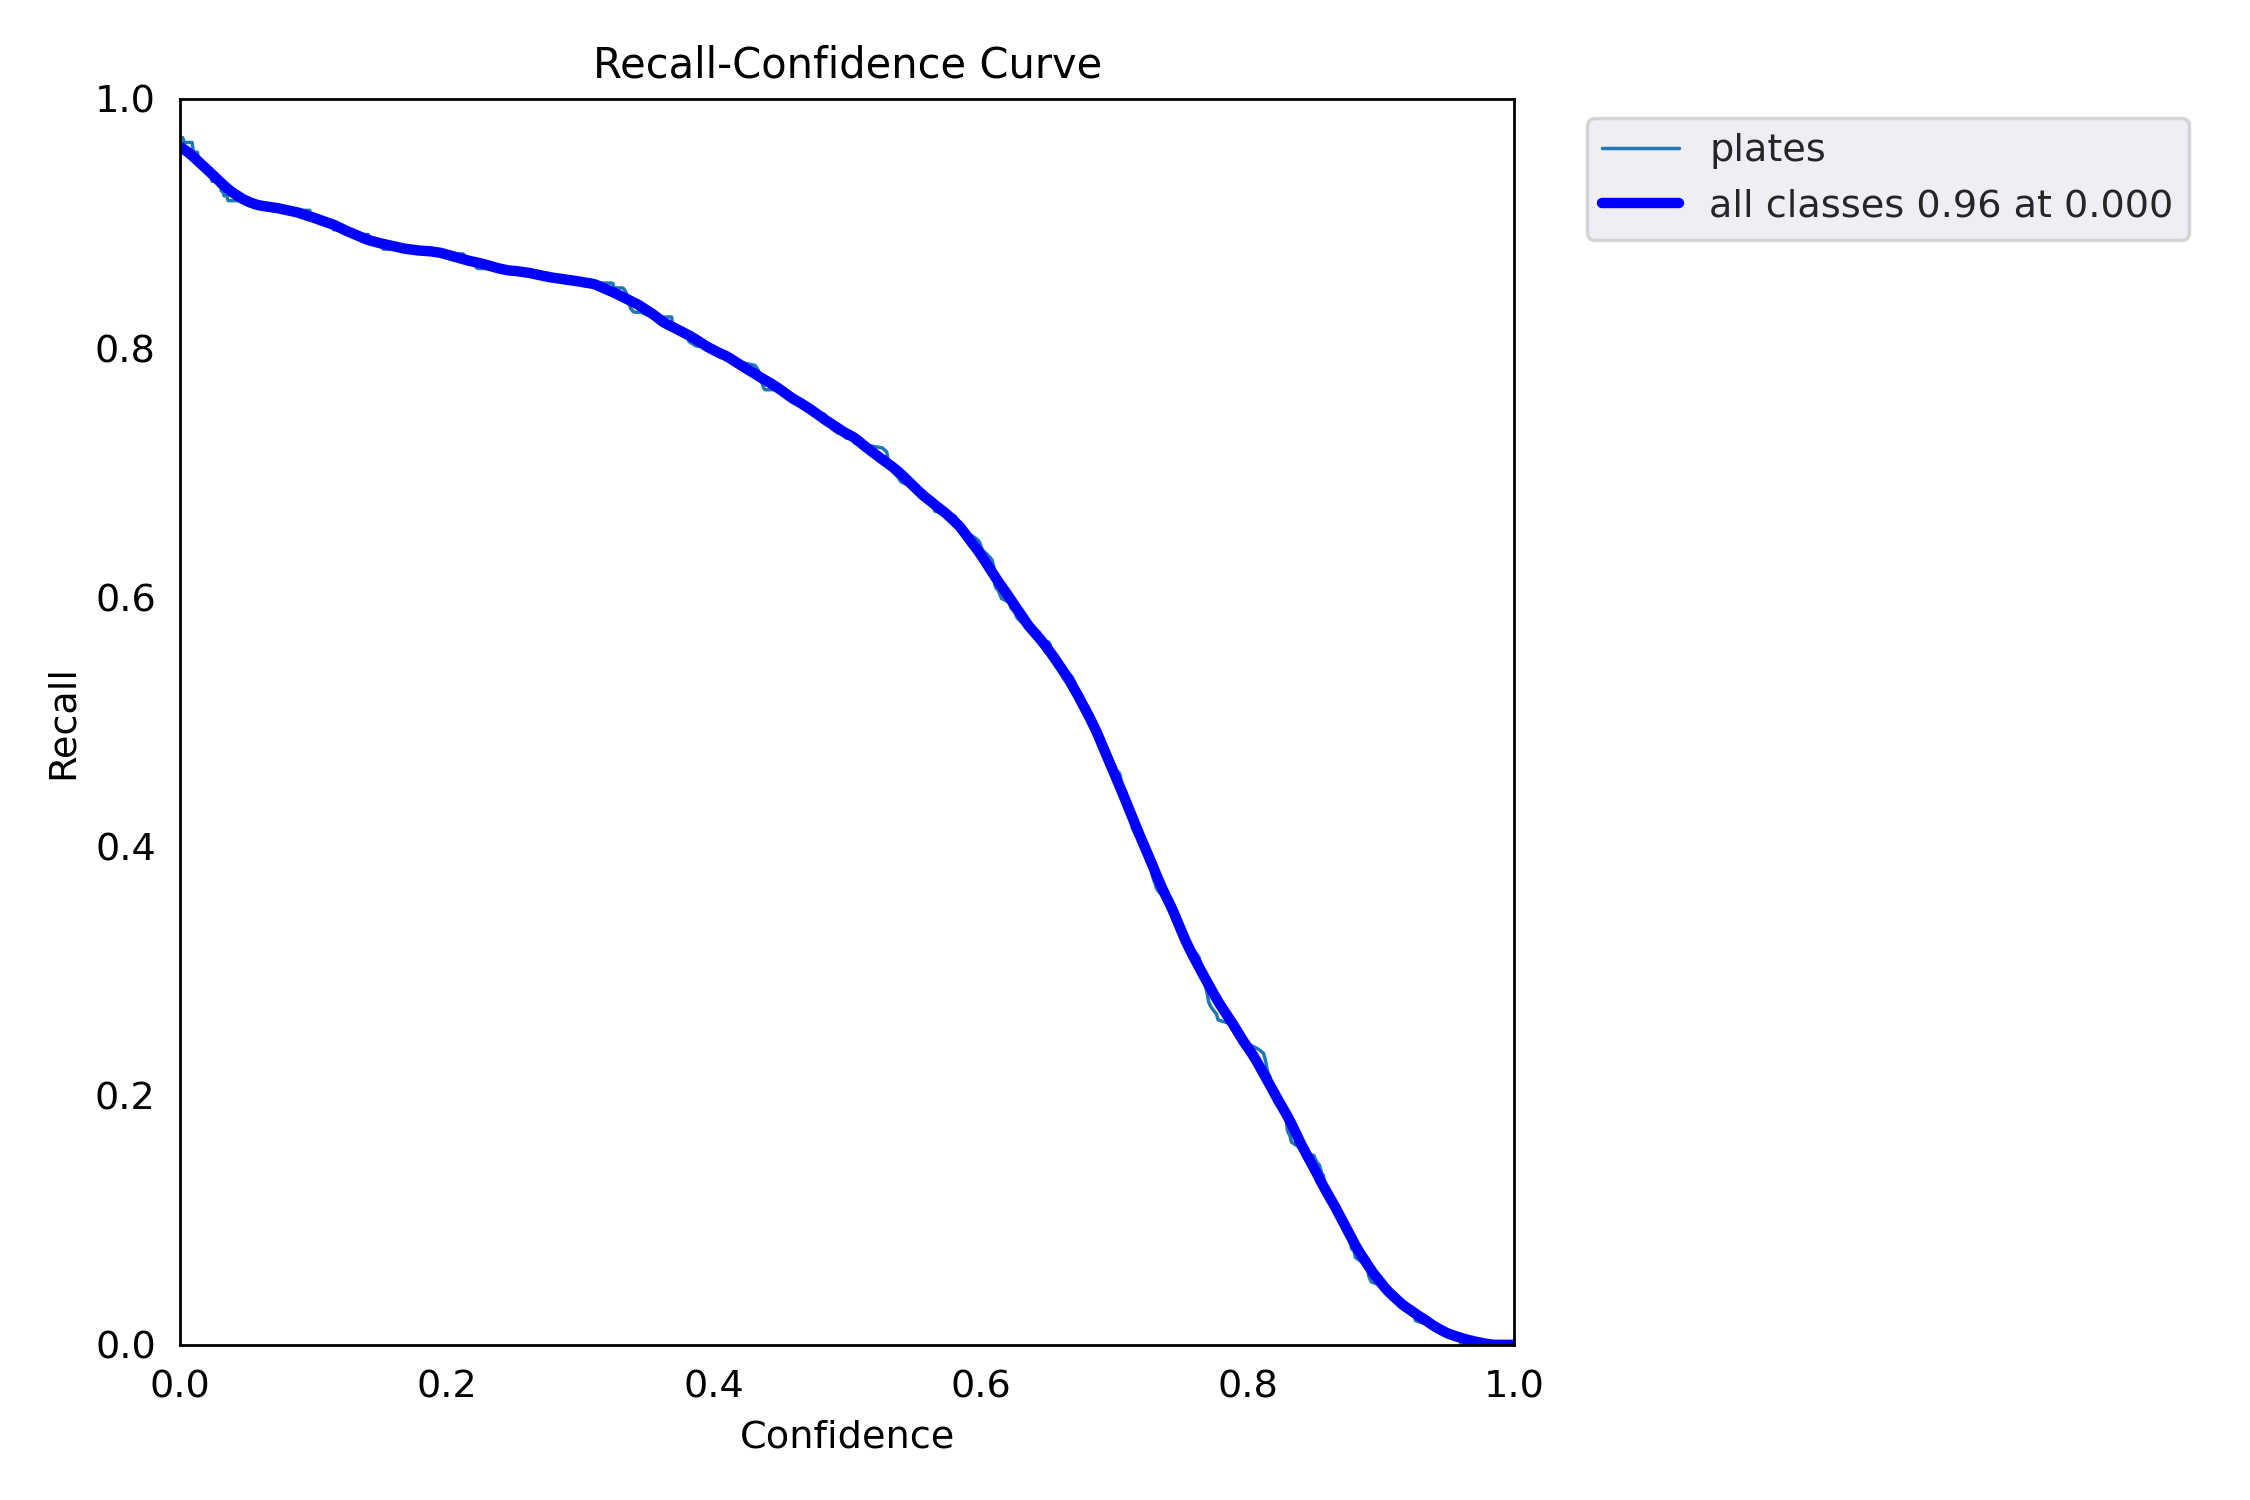 Recall-Confidence Curve
1.0
0.8
0.6
0.4
0.2
0.0
Recall
0.0 0.2 0.4 0.6 0.8 1.0
Confidence
plates
all classes 0.96 at 0.000